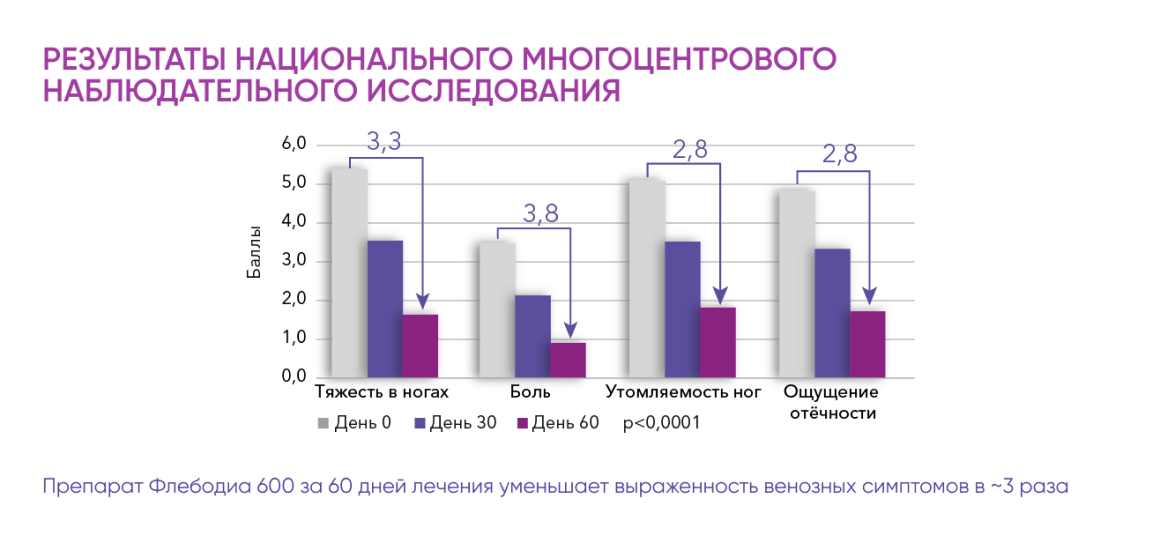 РЕЗУЛЬТАТЫ НАЦИОНАЛЬНОГО МНОГОЦЕНТРОВОГО
НАБЛЮДАТЕЛЬНОГО ИССЛЕДОВАНИЯ
Баллы
6,0
5,0
4,0
3,0
2,0
1,0
0,0
3,3
3,8
2,8
2,8
Тяжесть в ногах
Боль
Утомляемость ног
Ощущение
отёчности
День 0
День 30
День 60
p<0,0001
Препарат Флебодиа 600 за 60 дней лечения уменьшает выраженность венозных симптомов в ~3 раза